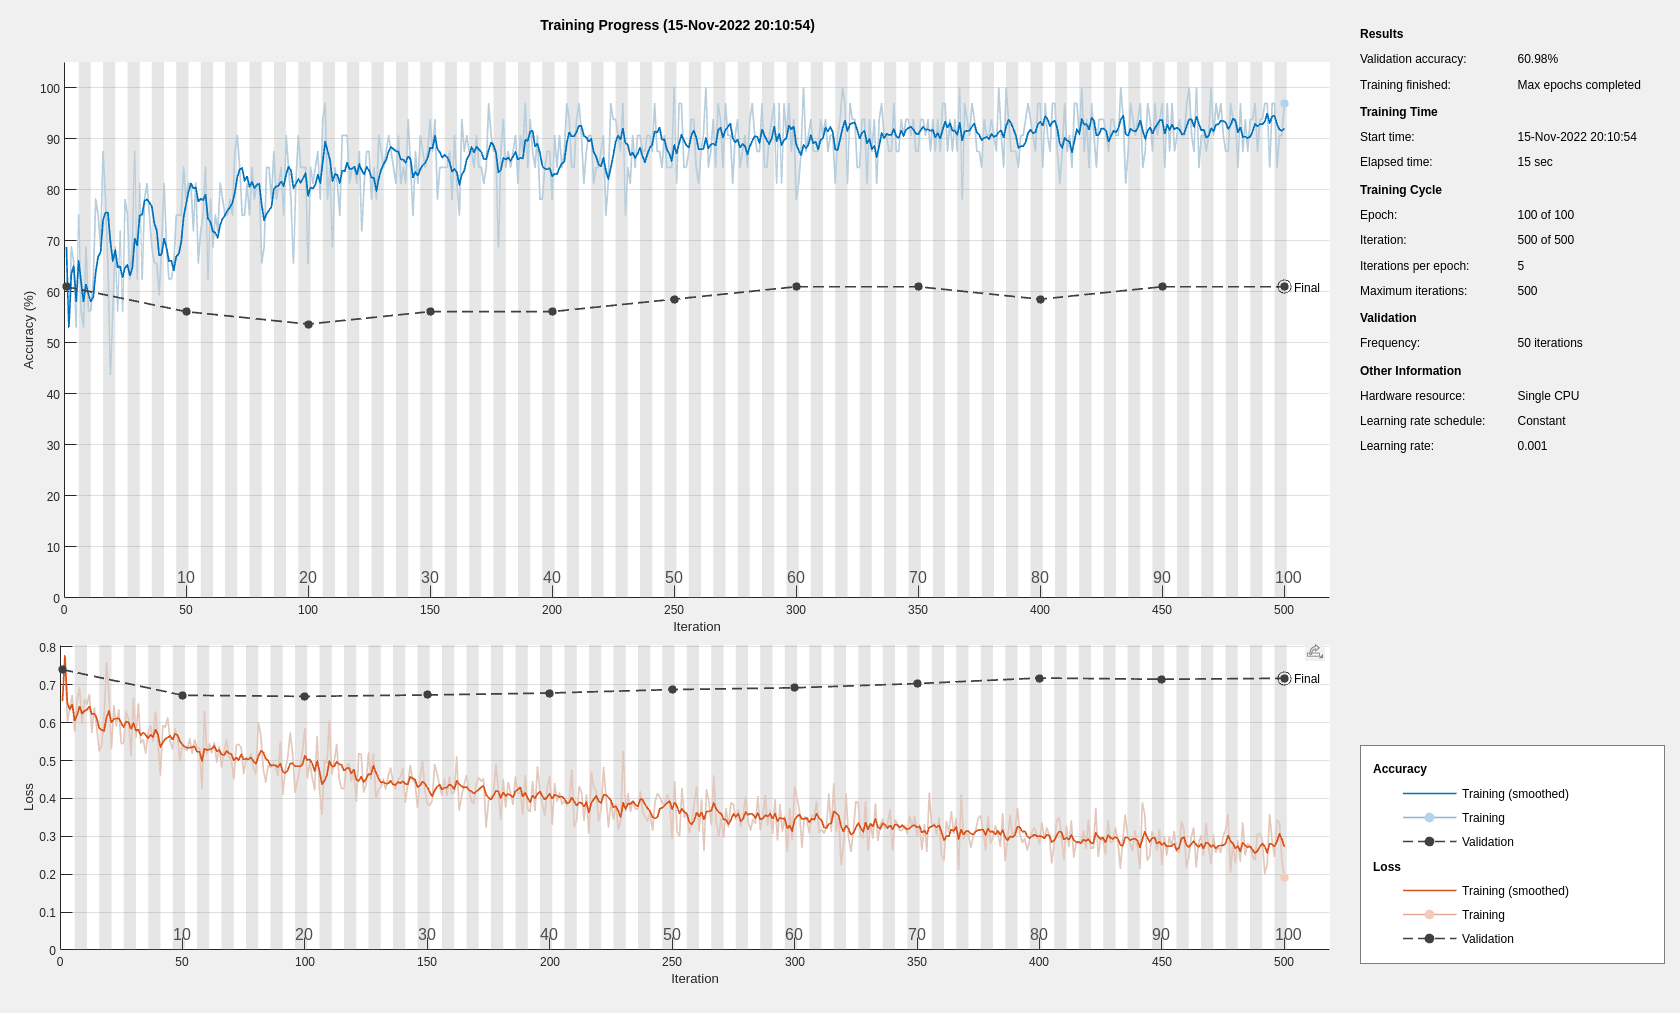 Training Progress (15-Nov-2022 20:10:54)
100
90
80
70
60
50
40
30
20
10
0
Accuracy (%)
Final
10 20 30 40 50 60 70 80 90 100
0 50 100 150 200 250 300 350 400 450 500
Iteration
0.8
0.7
0.6
0.5
0.4
0.3
0.2
0.1
0
Loss
Final
10 20 30 40 50 60 70 80 90 100
0 50 100 150 200 250 300 350 400 450 500
Iteration
Results
Validation accuracy: 60.98%
Training finished: Max epochs completed
Training Time
Start time: 15-Nov-2022 20:10:54
Elapsed time: 15 sec
Training Cycle
Epoch: 100 of 100
Iteration: 500 of 500
Iterations per epoch: 5
Maximum iterations: 500
Validation
Frequency: 50 iterations
Other Information
Hardware resource: Single CPU
Learning rate schedule: Constant
Learning rate: 0.001
Accuracy
Training (smoothed)
Training
Validation
Loss
Training (smoothed)
Training
Validation